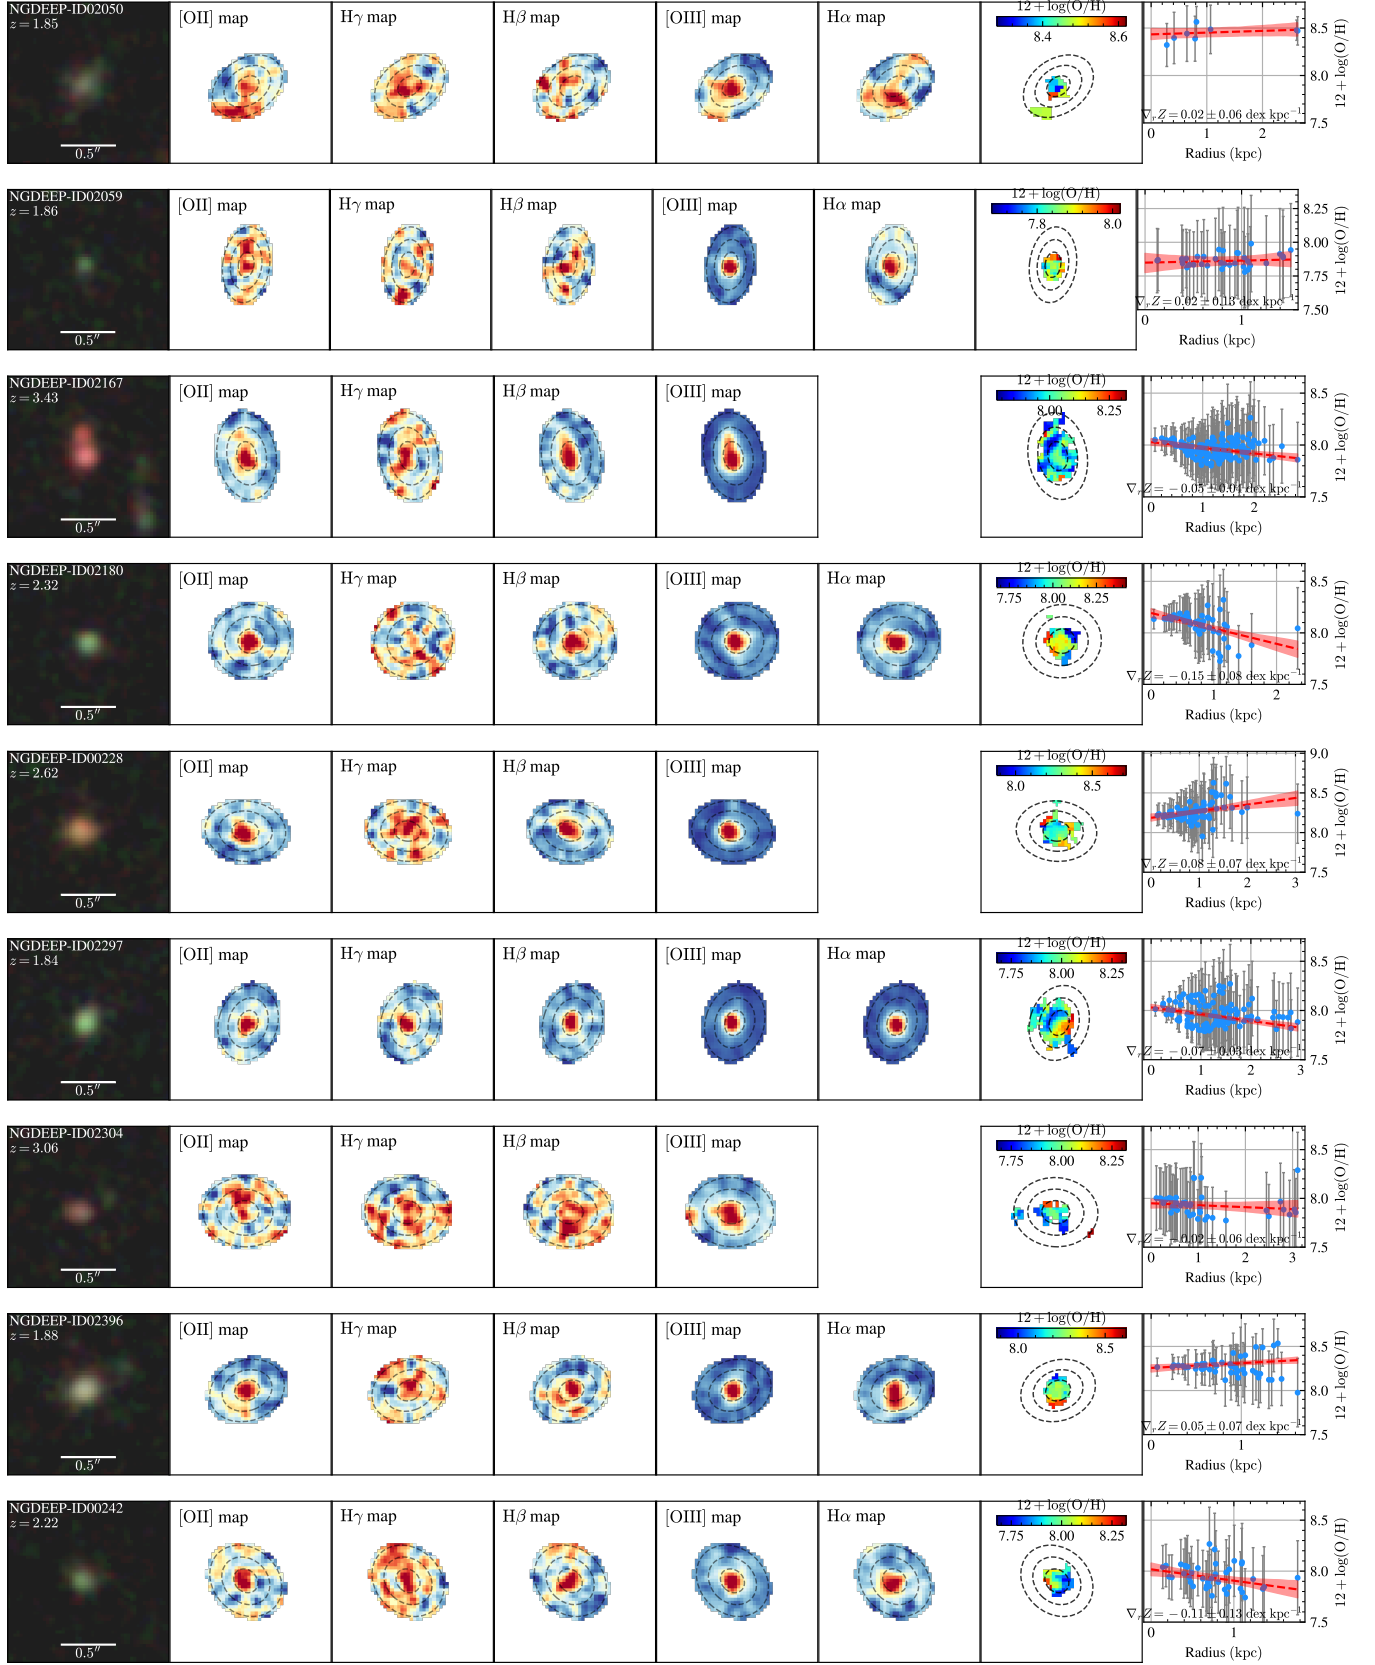 NGDEEP-ID02050
z = 1.85
0.5″
[OII] map
Hγ map
Hβ map
[OIII] map
Hα map
12 + log(O/H)
8.4 8.6
8.5
8.0
7.5
12 + log(O/H)
∇rZ = 0.02 ± 0.06 dex kpc⁻¹
0 1 2
Radius (kpc)
NGDEEP-ID02059
z = 1.86
0.5″
[OII] map
Hγ map
Hβ map
[OIII] map
Hα map
12 + log(O/H)
7.8 8.0
8.25
8.00
7.75
7.50
12 + log(O/H)
∇rZ = 0.02 ± 0.13 dex kpc⁻¹
0 1
Radius (kpc)
NGDEEP-ID02167
z = 3.43
0.5″
[OII] map
Hγ map
Hβ map
[OIII] map
12 + log(O/H)
8.00 8.25
8.5
8.0
7.5
12 + log(O/H)
∇rZ = −0.05 ± 0.04 dex kpc⁻¹
0 1 2
Radius (kpc)
NGDEEP-ID02180
z = 2.32
0.5″
[OII] map
Hγ map
Hβ map
[OIII] map
Hα map
12 + log(O/H)
7.75 8.00 8.25
8.5
8.0
7.5
12 + log(O/H)
∇rZ = −0.15 ± 0.08 dex kpc⁻¹
0 1 2
Radius (kpc)
NGDEEP-ID00228
z = 2.62
0.5″
[OII] map
Hγ map
Hβ map
[OIII] map
12 + log(O/H)
8.0 8.5
9.0
8.5
8.0
7.5
12 + log(O/H)
∇rZ = 0.08 ± 0.07 dex kpc⁻¹
0 1 2 3
Radius (kpc)
NGDEEP-ID02297
z = 1.84
0.5″
[OII] map
Hγ map
Hβ map
[OIII] map
Hα map
12 + log(O/H)
7.75 8.00 8.25
8.5
8.0
7.5
12 + log(O/H)
∇rZ = −0.07 ± 0.03 dex kpc⁻¹
0 1 2 3
Radius (kpc)
NGDEEP-ID02304
z = 3.06
0.5″
[OII] map
Hγ map
Hβ map
[OIII] map
12 + log(O/H)
7.75 8.00 8.25
8.5
8.0
7.5
12 + log(O/H)
∇rZ = −0.02 ± 0.06 dex kpc⁻¹
0 1 2 3
Radius (kpc)
NGDEEP-ID02396
z = 1.88
0.5″
[OII] map
Hγ map
Hβ map
[OIII] map
Hα map
12 + log(O/H)
8.0 8.5
8.5
8.0
7.5
12 + log(O/H)
∇rZ = 0.05 ± 0.07 dex kpc⁻¹
0 1
Radius (kpc)
NGDEEP-ID00242
z = 2.22
0.5″
[OII] map
Hγ map
Hβ map
[OIII] map
Hα map
12 + log(O/H)
7.75 8.00 8.25
8.5
8.0
7.5
12 + log(O/H)
∇rZ = −0.11 ± 0.13 dex kpc⁻¹
0 1
Radius (kpc)